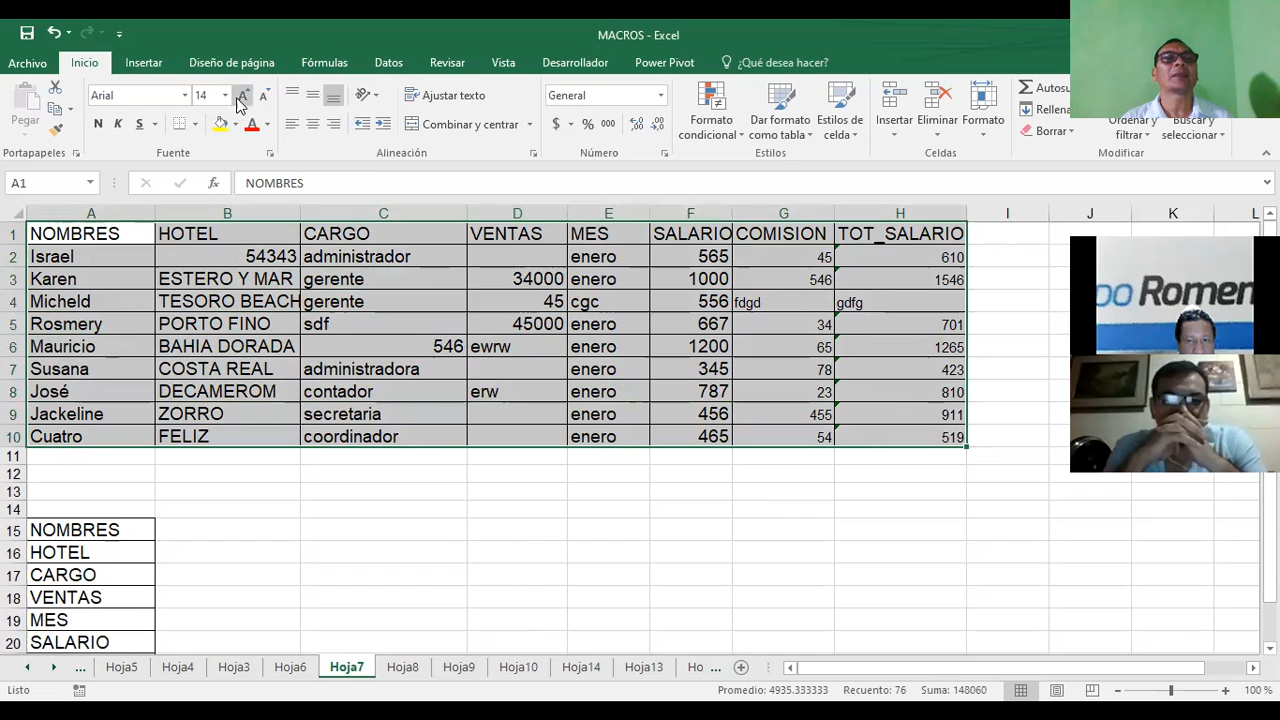 MACROS - Excel
Archivo Inicio Insertar Diseño de página Fórmulas Datos Revisar Vista Desarrollador Power Pivot ¿Qué desea hacer?
Pegar
Arial 14
N K S
Ajustar texto
Combinar y centrar
General
$ % 000
Formato condicional
Dar formato como tabla
Estilos de celda
Insertar Eliminar Formato
Autosu
Rellena
Borrar
Ordenar y filtrar
Buscar y seleccionar
Portapapeles Fuente Alineación Número Estilos Celdas Modificar
A1 fx NOMBRES
A B C D E F G H I J K L
1 NOMBRES HOTEL CARGO VENTAS MES SALARIO COMISION TOT_SALARIO
2 Israel 54343 administrador enero 565 45 610
3 Karen ESTERO Y MAR gerente 34000 enero 1000 546 1546
4 Micheld TESORO BEACH gerente 45 cgc 556 fdgd gdfg
5 Rosmery PORTO FINO sdf 45000 enero 667 34 701
6 Mauricio BAHIA DORADA 546 ewrw enero 1200 65 1265
7 Susana COSTA REAL administradora enero 345 78 423
8 José DECAMEROM contador erw enero 787 23 810
9 Jackeline ZORRO secretaria enero 456 455 911
10 Cuatro FELIZ coordinador enero 465 54 519
11
12
13
14
15 NOMBRES
16 HOTEL
17 CARGO
18 VENTAS
19 MES
20 SALARIO
po Romen
... Hoja5 Hoja4 Hoja3 Hoja6 Hoja7 Hoja8 Hoja9 Hoja10 Hoja14 Hoja13 Ho ...
Listo Promedio: 4935.333333 Recuento: 76 Suma: 148060 100 %